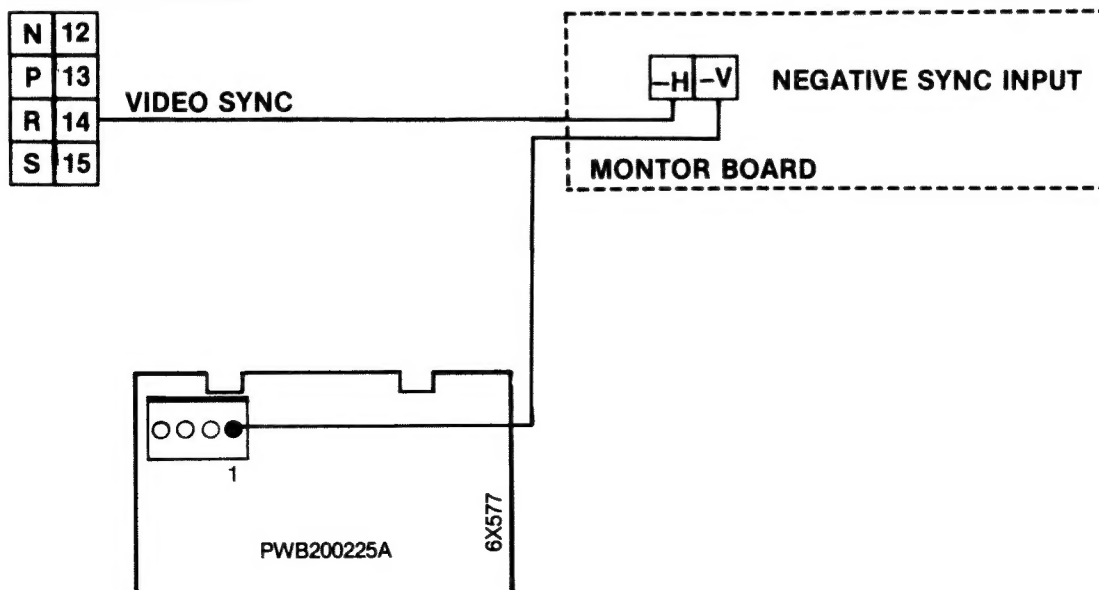 N 12
P 13
R 14
S 15
VIDEO SYNC
-H -V
NEGATIVE SYNC INPUT
MONTOR BOARD
1
PWB200225A
6X577